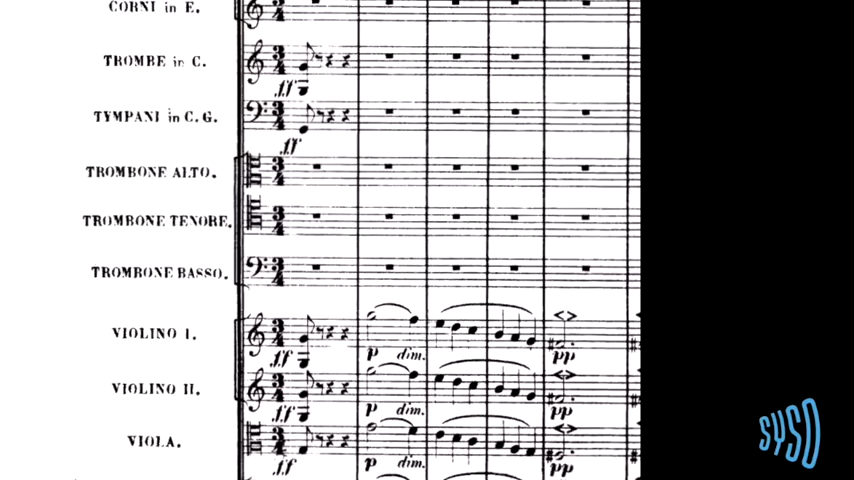 CORNI in E.
TROMBE in C.
ff
TYMPANI in C.G.
ff
TROMBONE ALTO.
TROMBONE TENORE.
TROMBONE BASSO.
VIOLINO I.
ff p dim. pp
VIOLINO II.
ff p dim. pp
VIOLA.
ff p dim. pp
SYSO